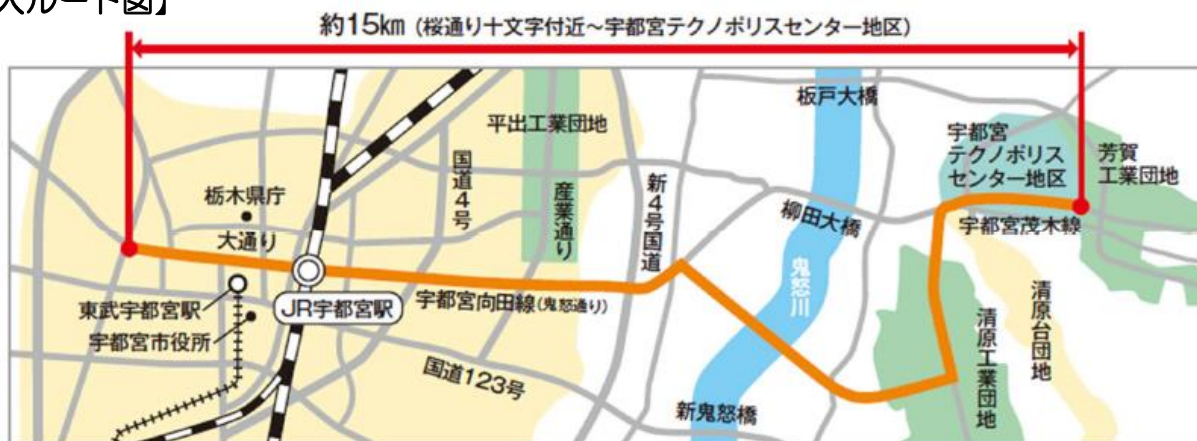 入ルート図】
約15km (桜通り十文字付近～宇都宮テクノポリスセンター地区)
板戸大橋
平出工業団地
宇都宮
テクノポリス
センター地区
芳賀
工業団地
国道4号
産業通り
新4号国道
栃木県庁
大通り
柳田大橋
宇都宮茂木線
鬼怒川
東武宇都宮駅
JR宇都宮駅
宇都宮向田線(鬼怒通り)
宇都宮市役所
清原台団地
清原工業団地
国道123号
新鬼怒橋